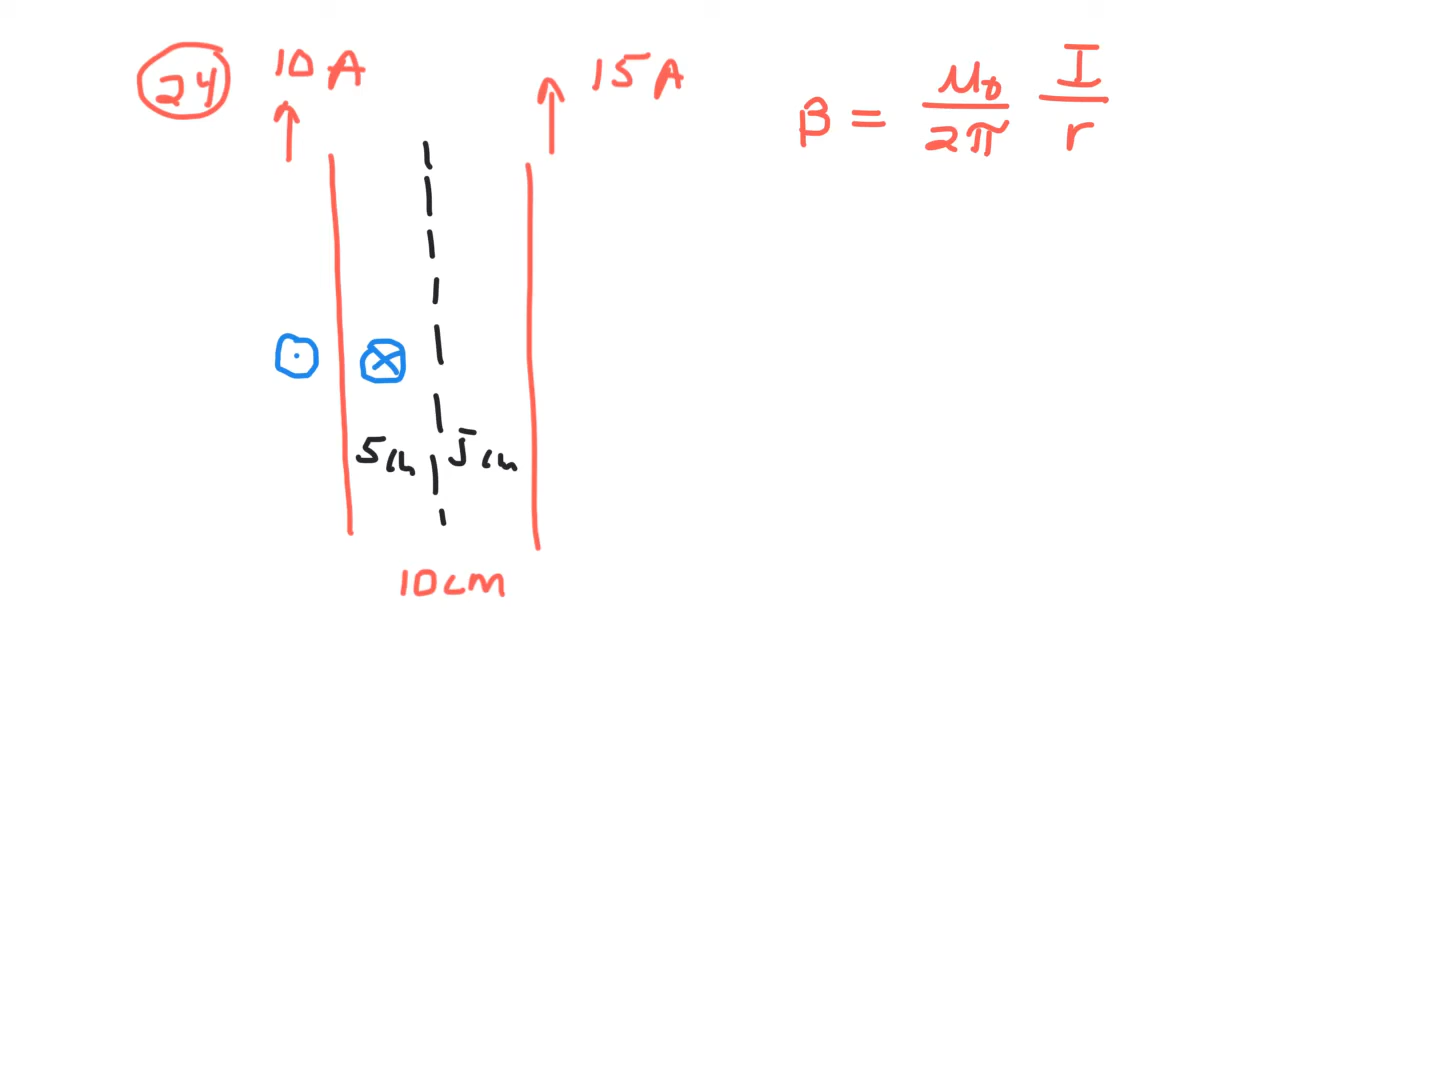 24
10 A
15 A
B = μ₀/2π I/r
5cm
5cm
10cm